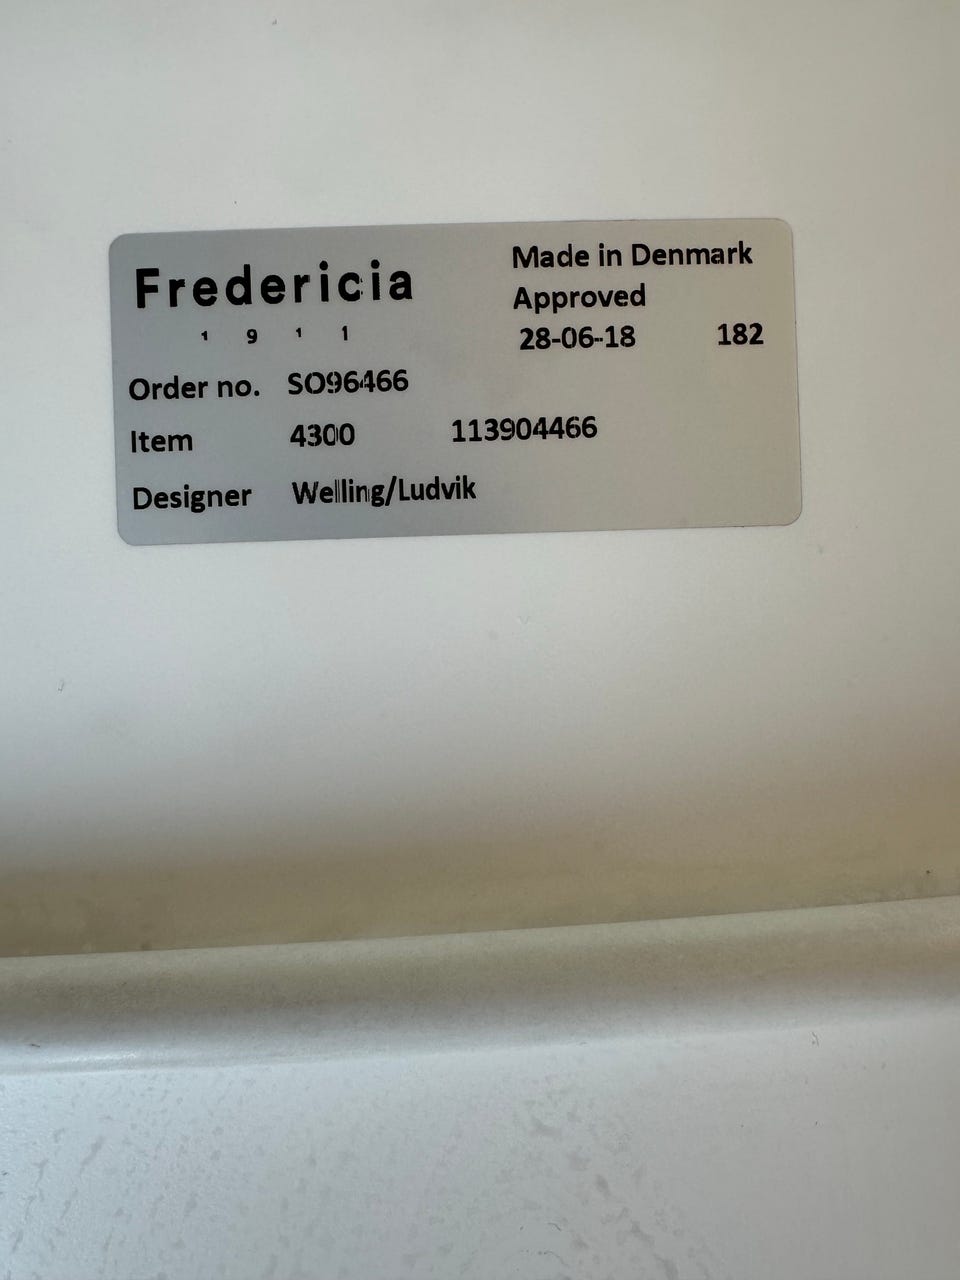 Fredericia
1 9 1 1
Made in Denmark
Approved
28-06-18 182
Order no. SO96466
Item 4300 113904466
Designer Welling/Ludvik